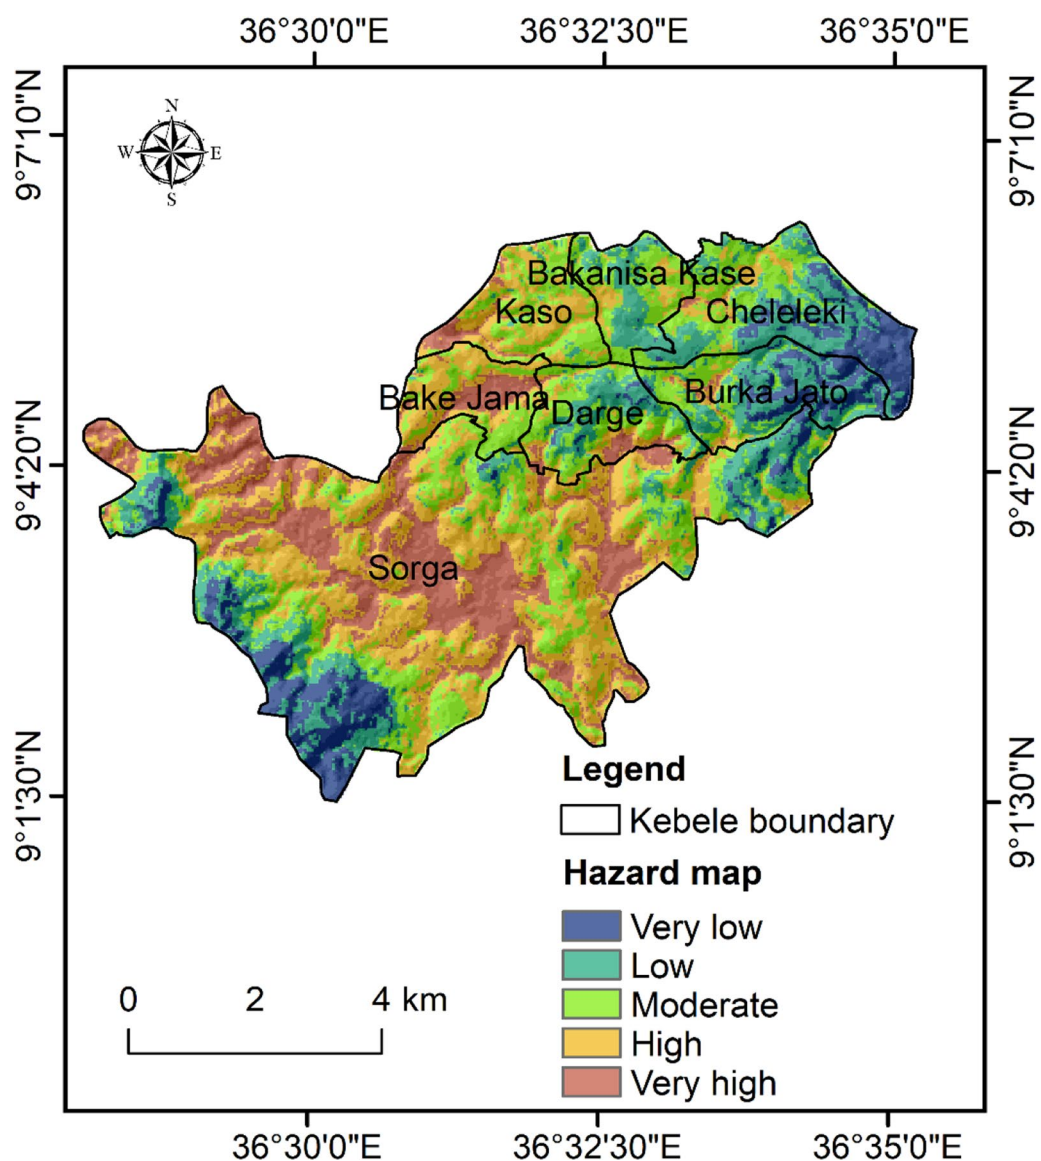 36°30'0"E 36°32'30"E 36°35'0"E
9°7'10"N
9°7'10"N
N
W E
S
Bakanisa Kase
Kaso
Cheleleki
Bake Jama
Burka Jato
Darge
9°4'20"N
9°4'20"N
Sorga
9°1'30"N
9°1'30"N
Legend
Kebele boundary
Hazard map
Very low
Low
Moderate
High
Very high
0 2 4 km
36°30'0"E 36°32'30"E 36°35'0"E